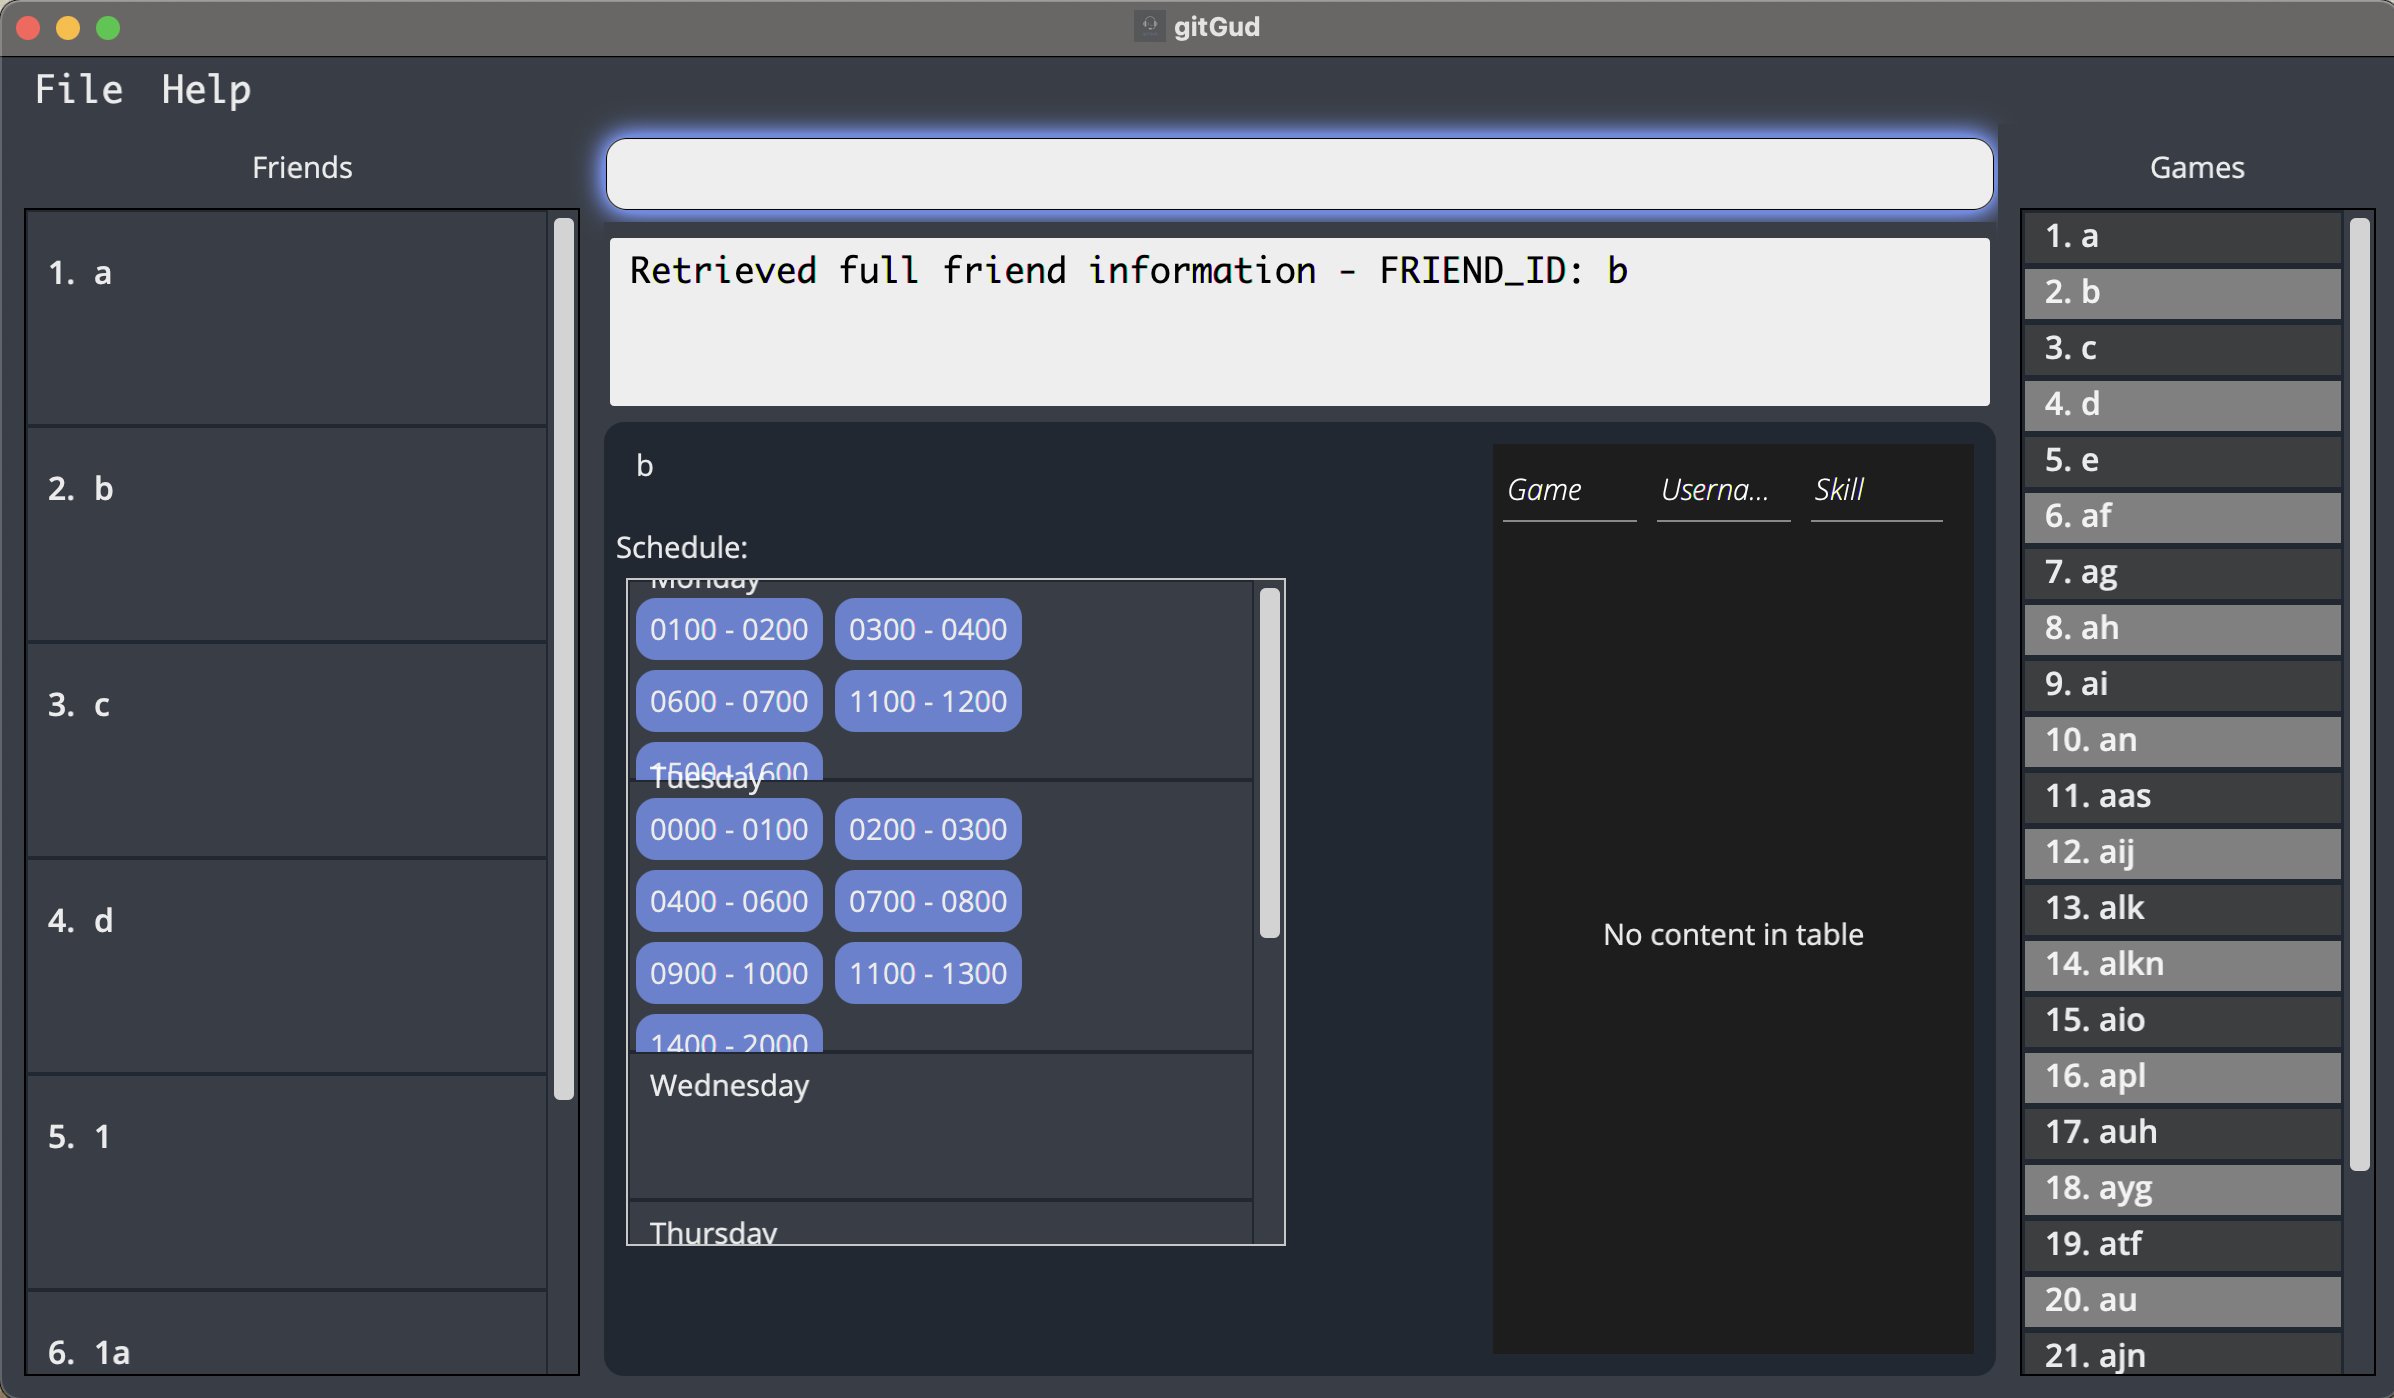 gitGud
File Help
Friends
1. a
2. b
3. c
4. d
5. 1
6. 1a
Retrieved full friend information - FRIEND_ID: b
b
Schedule:
Monday
0100 - 0200 0300 - 0400
0600 - 0700 1100 - 1200
1500 - 1600
Tuesday
0000 - 0100 0200 - 0300
0400 - 0600 0700 - 0800
0900 - 1000 1100 - 1300
1400 - 2000
Wednesday
Thursday
Game Userna... Skill
No content in table
Games
1. a
2. b
3. c
4. d
5. e
6. af
7. ag
8. ah
9. ai
10. an
11. aas
12. aij
13. alk
14. alkn
15. aio
16. apl
17. auh
18. ayg
19. atf
20. au
21. ajn